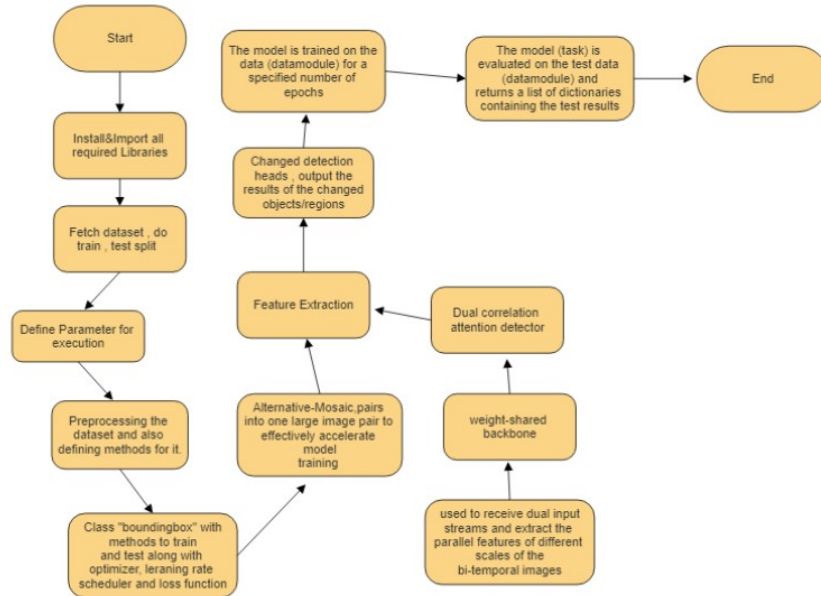 Start
Install&Import all
required Libraries
Fetch dataset , do
train , test split
Define Parameter for
execution
Preprocessing the
dataset and also
defining methods for it.
Class "boundingbox" with
methods to train
and test along with
optimizer, leraning rate
scheduler and loss function
Alternative-Mosaic,pairs
into one large image pair to
effectively accelerate
model
training
Feature Extraction
Changed detection
heads , output the
results of the changed
objects/regions
The model is trained on the
data (datamodule) for a
specified number of
epochs
The model (task) is
evaluated on the test data
(datamodule) and
returns a list of dictionaries
containing the test results
End
Dual correlation
attention detector
weight-shared
backbone
used to receive dual input
streams and extract the
parallel features of different
scales of the
bi-temporal images